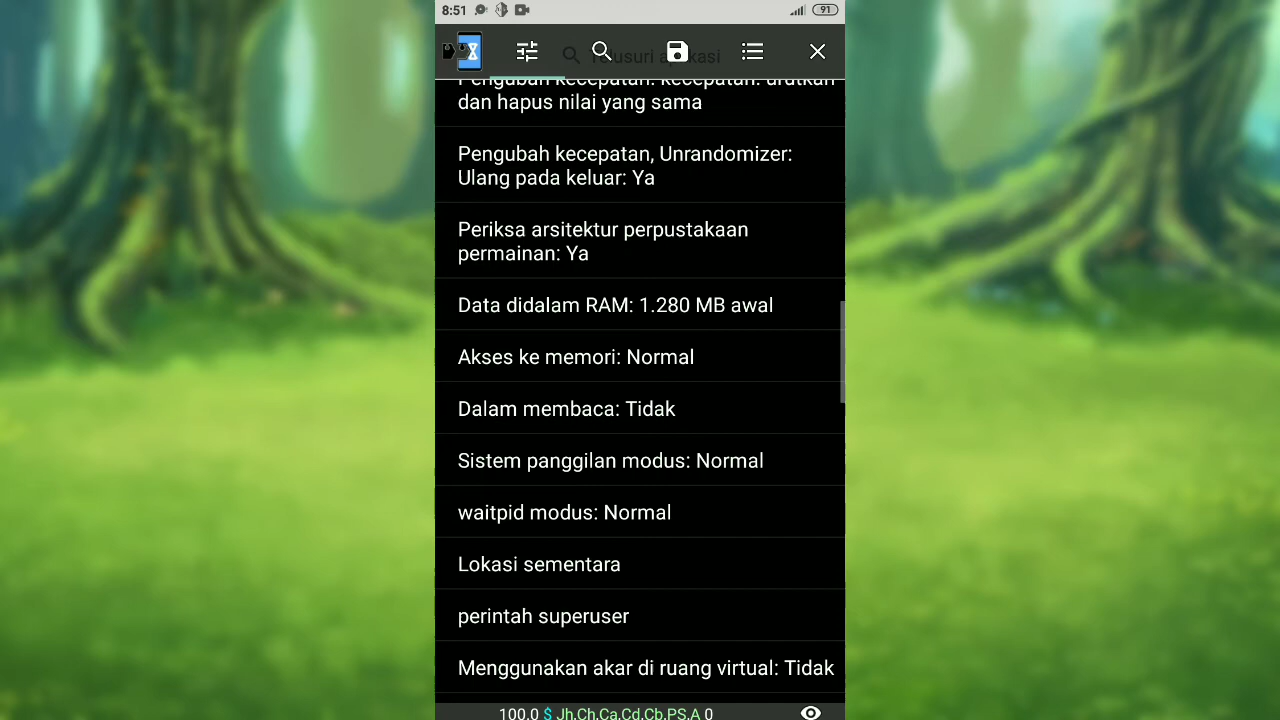 8:51
91
Telusuri aplikasi
Pengubah kecepatan: kecepatan: urutkan
dan hapus nilai yang sama
Pengubah kecepatan, Unrandomizer:
Ulang pada keluar: Ya
Periksa arsitektur perpustakaan
permainan: Ya
Data didalam RAM: 1.280 MB awal
Akses ke memori: Normal
Dalam membaca: Tidak
Sistem panggilan modus: Normal
waitpid modus: Normal
Lokasi sementara
perintah superuser
Menggunakan akar di ruang virtual: Tidak
100,0 $ Jh,Ch,Ca,Cd,Cb,PS,A 0